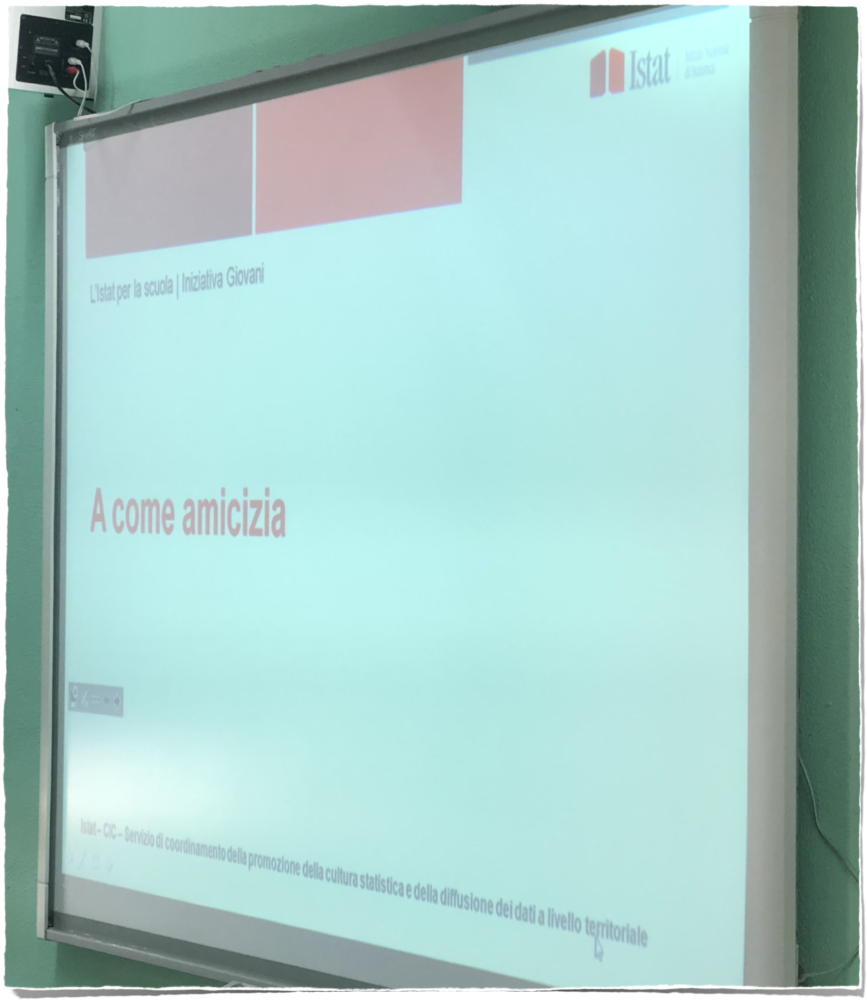 SMART
Istat
Istituto Nazionale
di Statistica
L'Istat per la scuola | Iniziativa Giovani
A come amicizia
Istat – CIC – Servizio di coordinamento della promozione della cultura statistica e della diffusione dei dati a livello territoriale